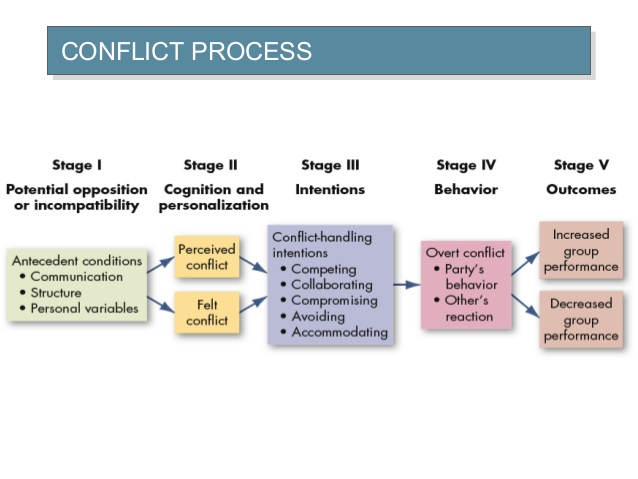 CONFLICT PROCESS
Stage I
Potential opposition
or incompatibility
Antecedent conditions
• Communication
• Structure
• Personal variables
Stage II
Cognition and
personalization
Perceived
conflict
Felt
conflict
Stage III
Intentions
Conflict-handling
intentions
• Competing
• Collaborating
• Compromising
• Avoiding
• Accommodating
Stage IV
Behavior
Overt conflict
• Party's
behavior
• Other's
reaction
Stage V
Outcomes
Increased
group
performance
Decreased
group
performance